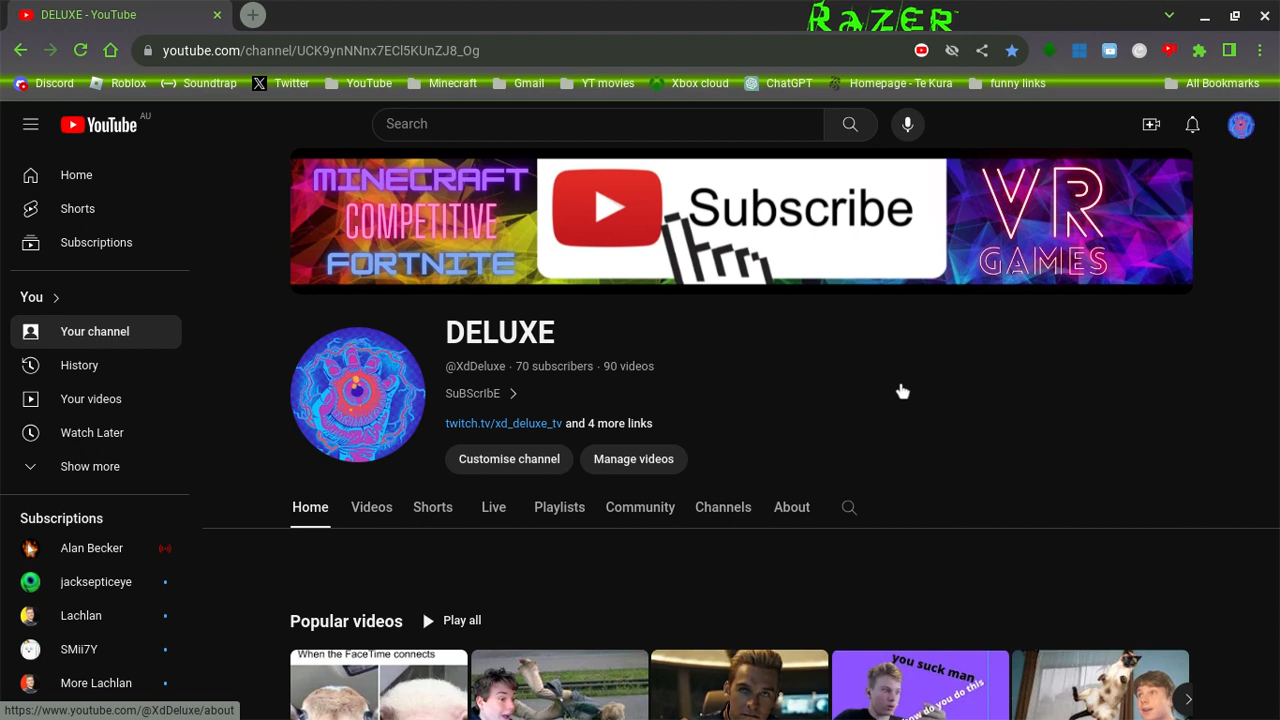 DELUXE - YouTube
RAZER
youtube.com/channel/UCK9ynNNnx7ECl5KUnZJ8_Og
Discord
Roblox
Soundtrap
Twitter
YouTube
Minecraft
Gmail
YT movies
Xbox cloud
ChatGPT
Homepage - Te Kura
funny links
All Bookmarks
YouTube AU
Search
Home
Shorts
Subscriptions
You
Your channel
History
Your videos
Watch Later
Show more
Subscriptions
Alan Becker
jacksepticeye
Lachlan
SMii7Y
More Lachlan
MINECRAFT
COMPETITIVE
FORTNITE
Subscribe
VR
GAMES
DELUXE
@XdDeluxe · 70 subscribers · 90 videos
SuBSCrIbE
twitch.tv/xd_deluxe_tv and 4 more links
Customise channel
Manage videos
Home
Videos
Shorts
Live
Playlists
Community
Channels
About
Popular videos
Play all
When the FaceTime connects
you suck man
how do you do this
https://www.youtube.com/@XdDeluxe/about